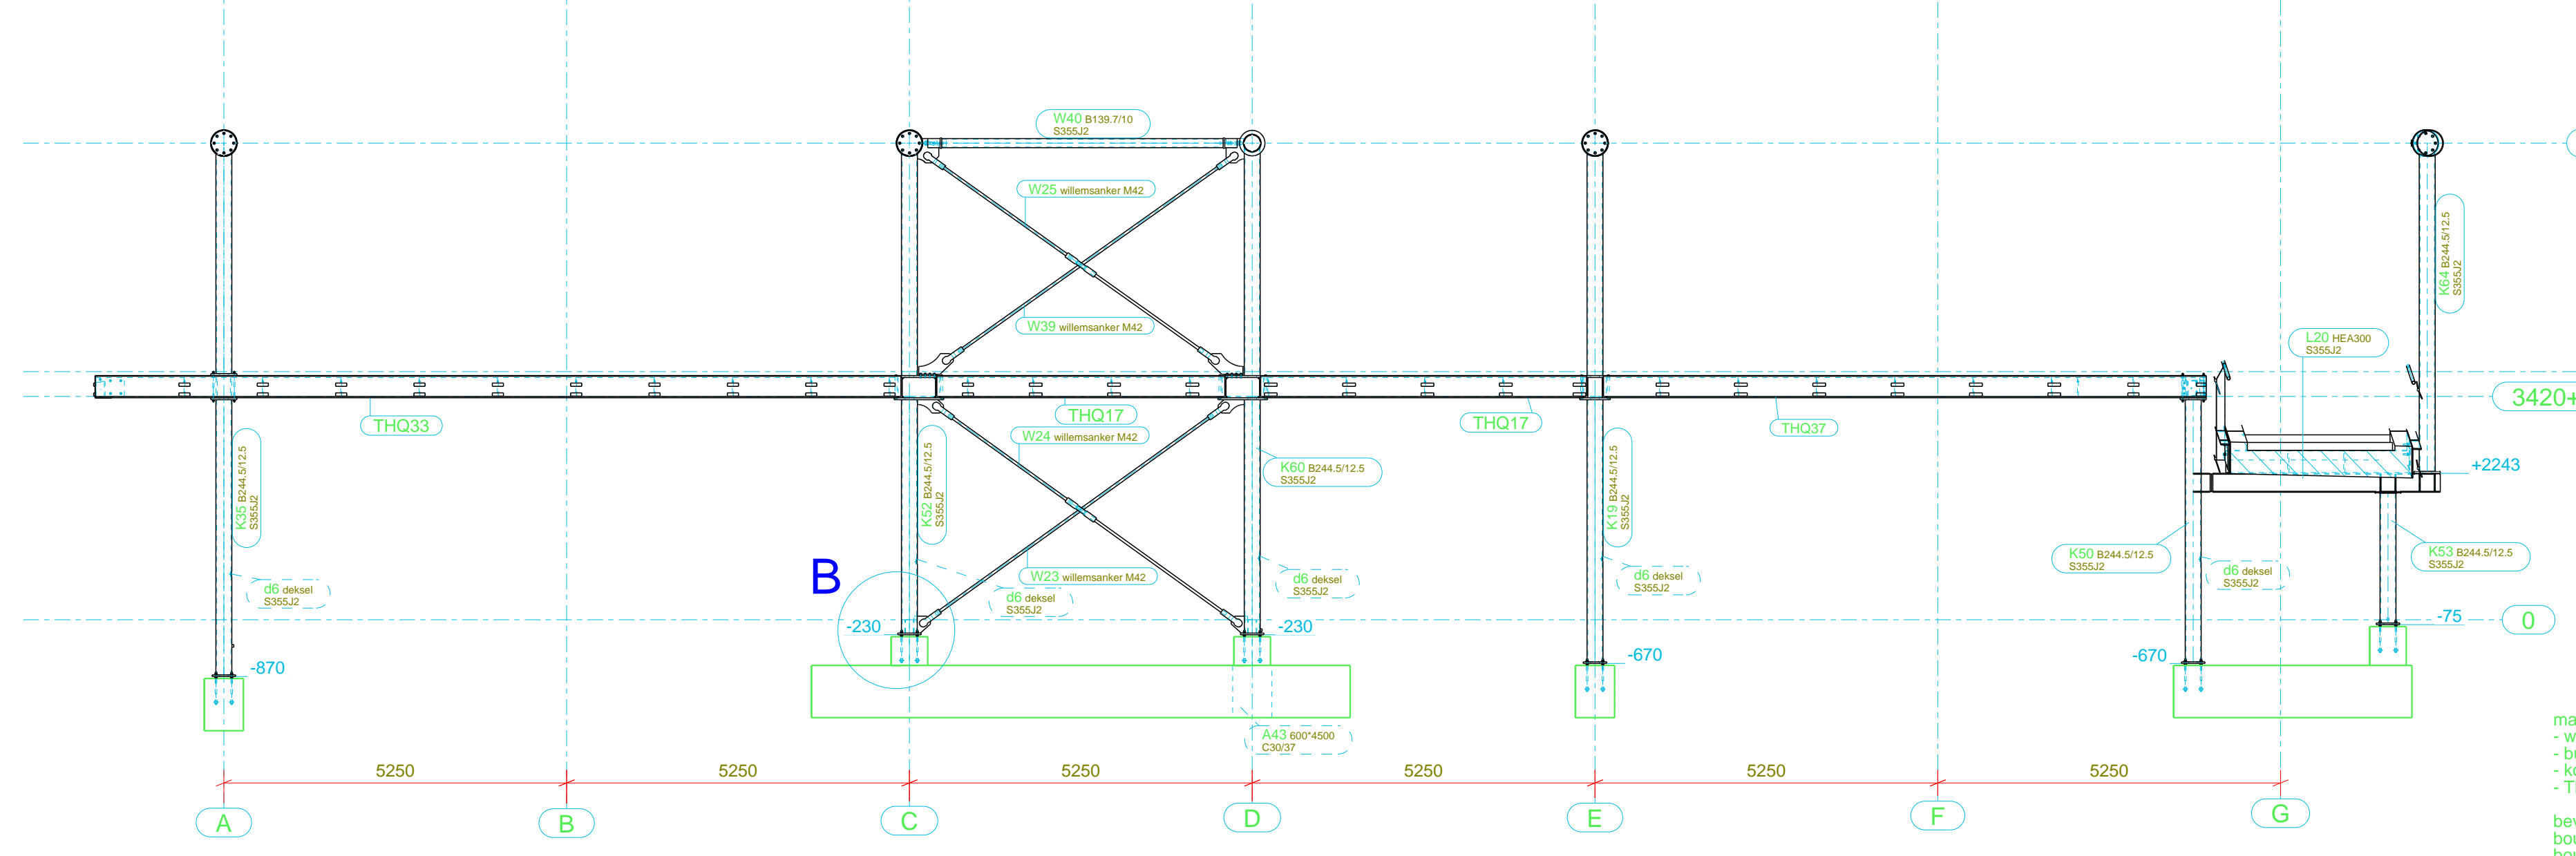 W40 B139.7/10
S355J2
W25 willemsanker M42
W39 willemsanker M42
K64 B244.5/12.5
S355J2
L20 HEA300
S355J2
3420+
THQ33
THQ17
THQ17
THQ37
W24 willemsanker M42
K35 B244.5/12.5
S355J2
K52 B244.5/12.5
S355J2
K60 B244.5/12.5
S355J2
K19 B244.5/12.5
S355J2
+2243
K50 B244.5/12.5
S355J2
K53 B244.5/12.5
S355J2
B
W23 willemsanker M42
d6 deksel
S355J2
d6 deksel
S355J2
d6 deksel
S355J2
d6 deksel
S355J2
d6 deksel
S355J2
-230
-230
-75
0
-870
-670
-670
A43 600*4500
C30/37
ma
- w
- bu
- ko
- T
5250
5250
5250
5250
5250
5250
A
B
C
D
E
F
G
bev
bou